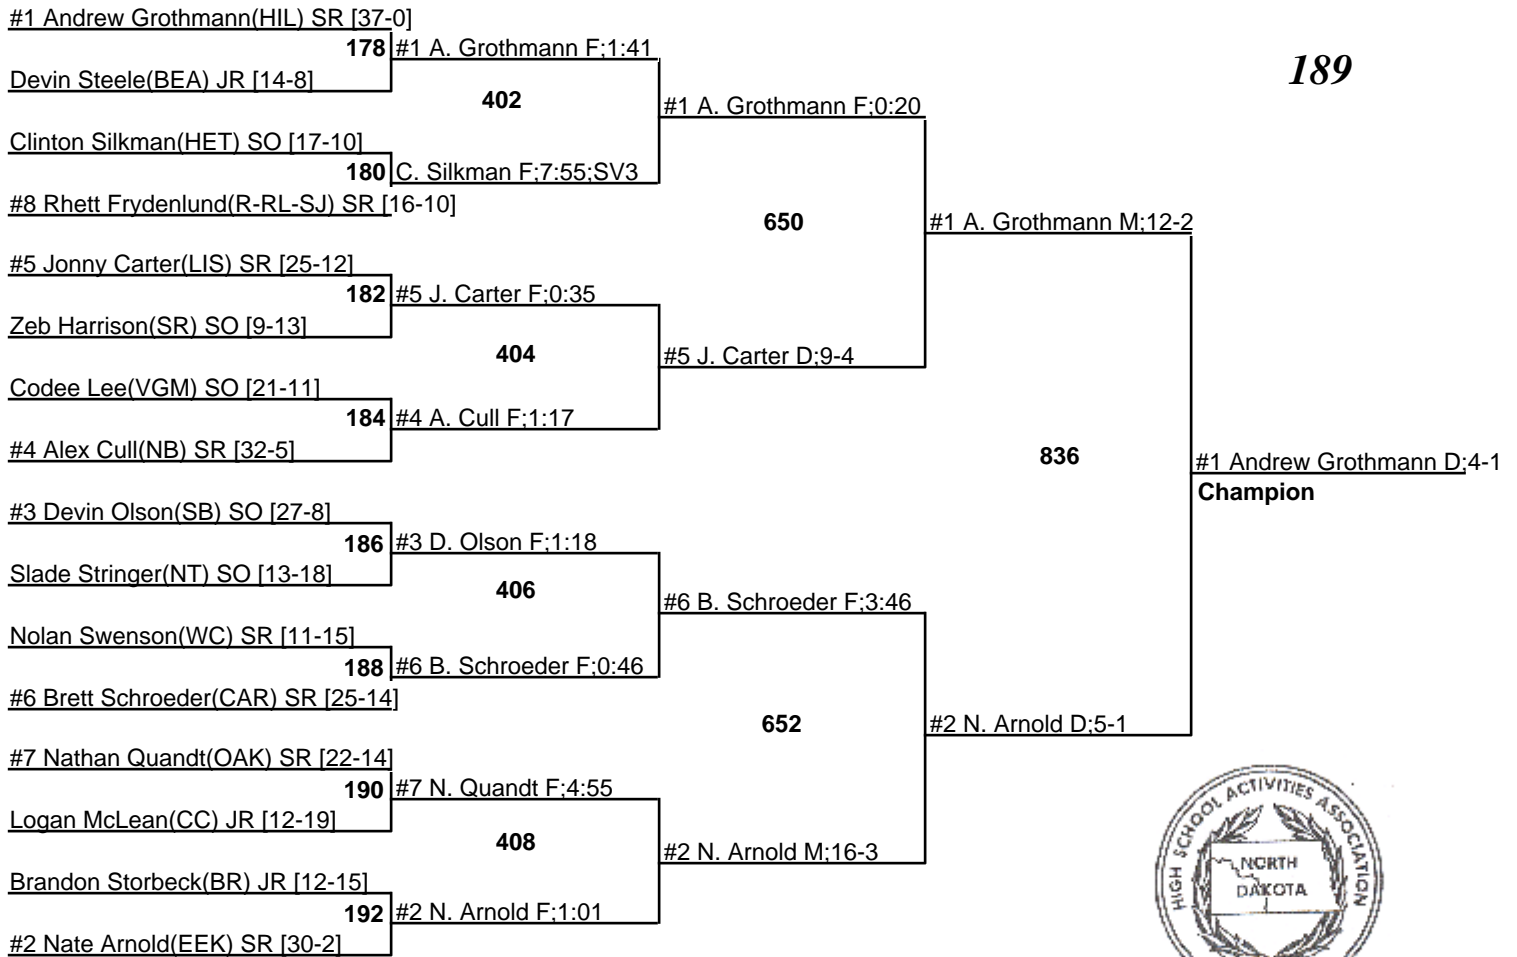 #1 Andrew Grothmann(HIL) SR [37-0]
178
#1 A. Grothmann F;1:41
Devin Steele(BEA) JR [14-8]
402
#1 A. Grothmann F;0:20
Clinton Silkman(HET) SO [17-10]
180
C. Silkman F;7:55;SV3
#8 Rhett Frydenlund(R-RL-SJ) SR [16-10]
650
#1 A. Grothmann M;12-2
#5 Jonny Carter(LIS) SR [25-12]
182
#5 J. Carter F;0:35
Zeb Harrison(SR) SO [9-13]
404
#5 J. Carter D;9-4
Codee Lee(VGM) SO [21-11]
184
#4 A. Cull F;1:17
#4 Alex Cull(NB) SR [32-5]
836
#1 Andrew Grothmann D;4-1
Champion
#3 Devin Olson(SB) SO [27-8]
186
#3 D. Olson F;1:18
Slade Stringer(NT) SO [13-18]
406
#6 B. Schroeder F;3:46
Nolan Swenson(WC) SR [11-15]
188
#6 B. Schroeder F;0:46
#6 Brett Schroeder(CAR) SR [25-14]
652
#2 N. Arnold D;5-1
#7 Nathan Quandt(OAK) SR [22-14]
190
#7 N. Quandt F;4:55
Logan McLean(CC) JR [12-19]
408
#2 N. Arnold M;16-3
Brandon Storbeck(BR) JR [12-15]
192
#2 N. Arnold F;1:01
#2 Nate Arnold(EEK) SR [30-2]
189
HIGH SCHOOL ACTIVITIES ASSOCIATION
NORTH
DAKOTA